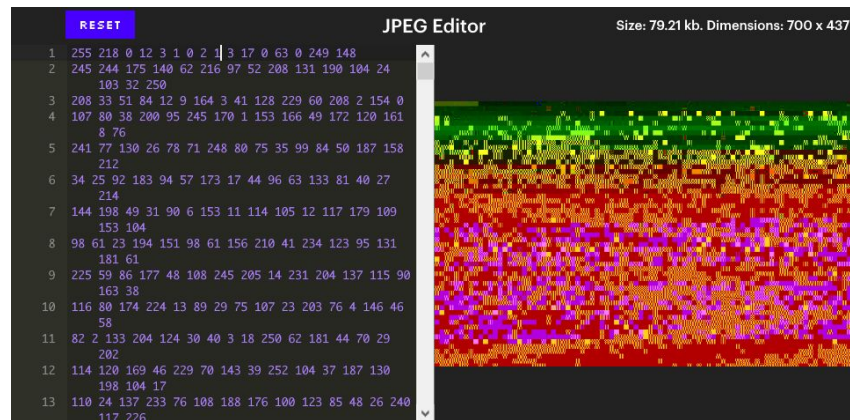 RESET
JPEG Editor
Size: 79.21 kb. Dimensions: 700 x 437
1 255 218 0 12 3 1 0 2 1 3 17 0 63 0 249 148
2 245 244 175 140 62 216 97 52 208 131 190 104 24
103 32 250
3 208 33 51 84 12 9 164 3 41 128 229 60 208 2 154 0
4 107 80 38 200 95 245 170 1 153 166 49 172 120 161
8 76
5 241 77 130 26 78 71 248 80 75 35 99 84 50 187 158
212
6 34 25 92 183 94 57 173 17 44 96 63 133 81 40 27
214
7 144 198 49 31 90 6 153 11 114 105 12 117 179 109
153 104
8 98 61 23 194 151 98 61 156 210 41 234 123 95 131
181 61
9 225 59 86 177 48 108 245 205 14 231 204 137 115 90
163 38
10 116 80 174 224 13 89 29 75 107 23 203 76 4 146 46
58
11 82 2 133 204 124 30 40 3 18 250 62 181 44 70 29
202
12 114 120 169 46 229 70 143 39 252 104 37 187 130
198 104 17
13 110 24 137 233 76 108 188 176 100 123 85 48 26 240
117 226